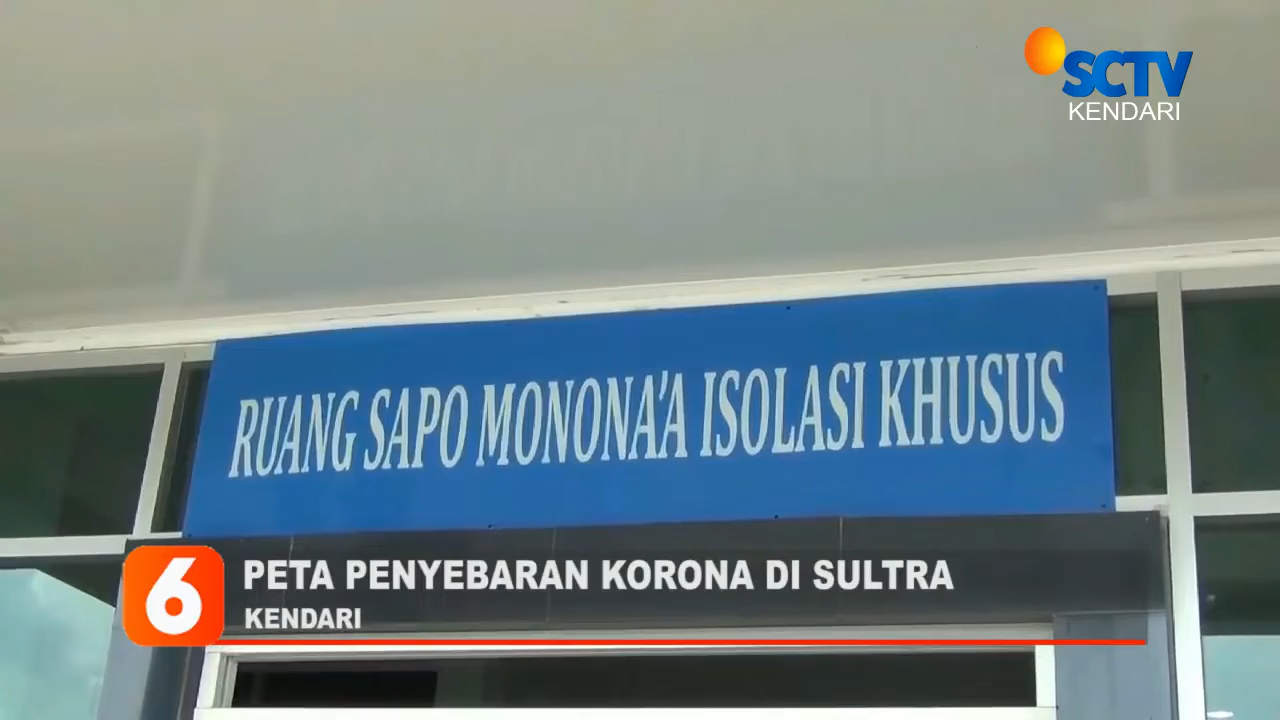 SCTV
KENDARI
RUANG SAPO MONONA'A ISOLASI KHUSUS
6
PETA PENYEBARAN KORONA DI SULTRA
KENDARI